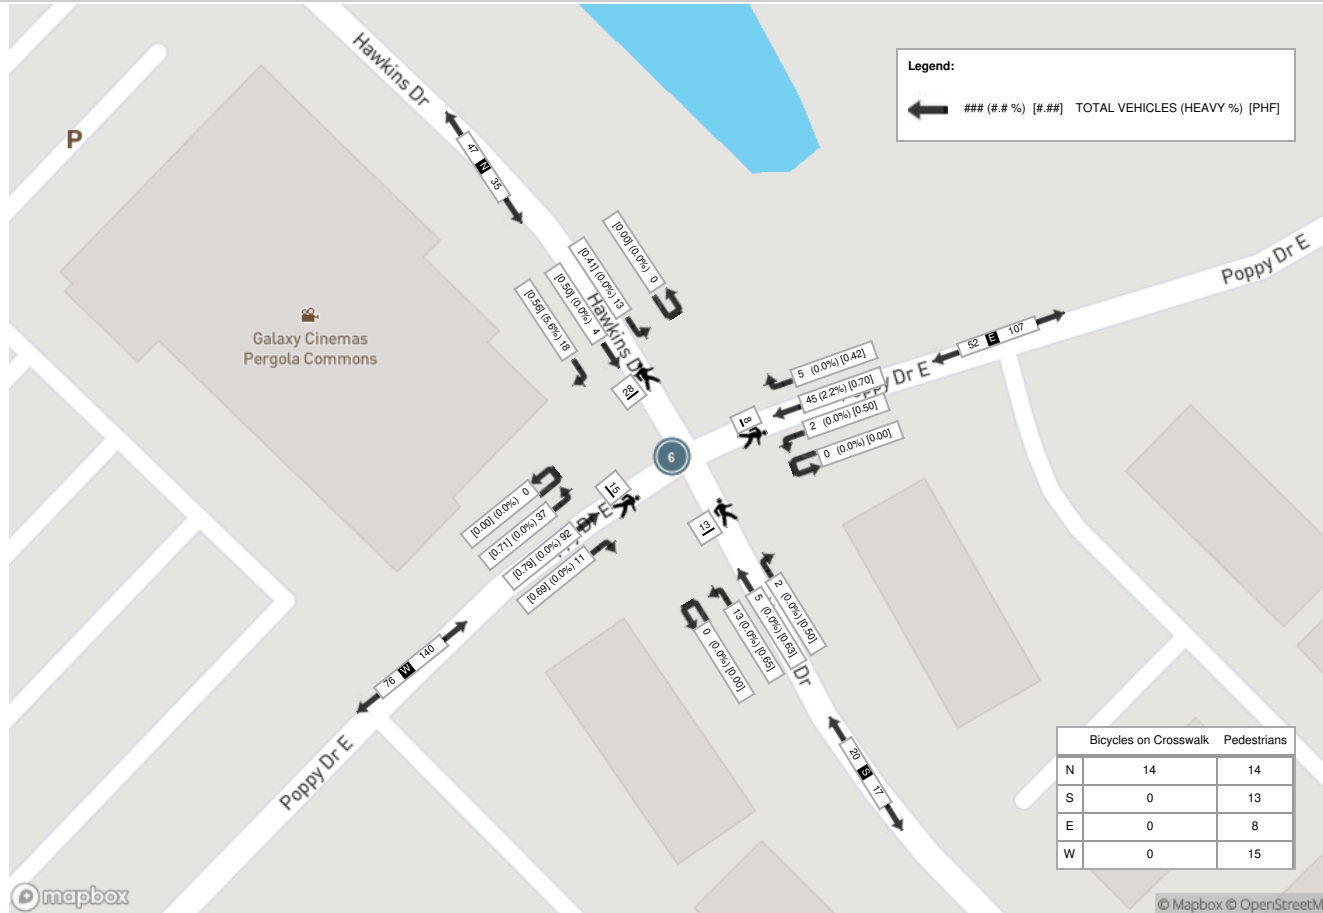 Hawkins Dr
Legend:
### (#.# %) [#.##] TOTAL VEHICLES (HEAVY %) [PHF]
P
47 N 35
[0.00] (0.0%) 0
[0.41] (0.0%) 13
[0.50] (0.0%) 4
[0.56] (5.6%) 18
Hawkins D
Poppy Dr E
Galaxy Cinemas
Pergola Commons
52 E 107
5 (0.0%) [0.42]
45 (2.2%) [0.70]
2 (0.0%) [0.50]
0 (0.0%) [0.00]
Dr E
28
8
6
15
13
[0.00] (0.0%) 0
[0.71] (0.0%) 37
[0.79] (0.0%) 92
[0.69] (0.0%) 11
E
2 (0.0%) [0.50]
5 (0.0%) [0.63]
13 (0.0%) [0.65]
0 (0.0%) [0.00]
Dr
76 W 140
20 S 17
Poppy Dr E
Bicycles on Crosswalk Pedestrians
N 14 14
S 0 13
E 0 8
W 0 15
mapbox
© Mapbox © OpenStreetM